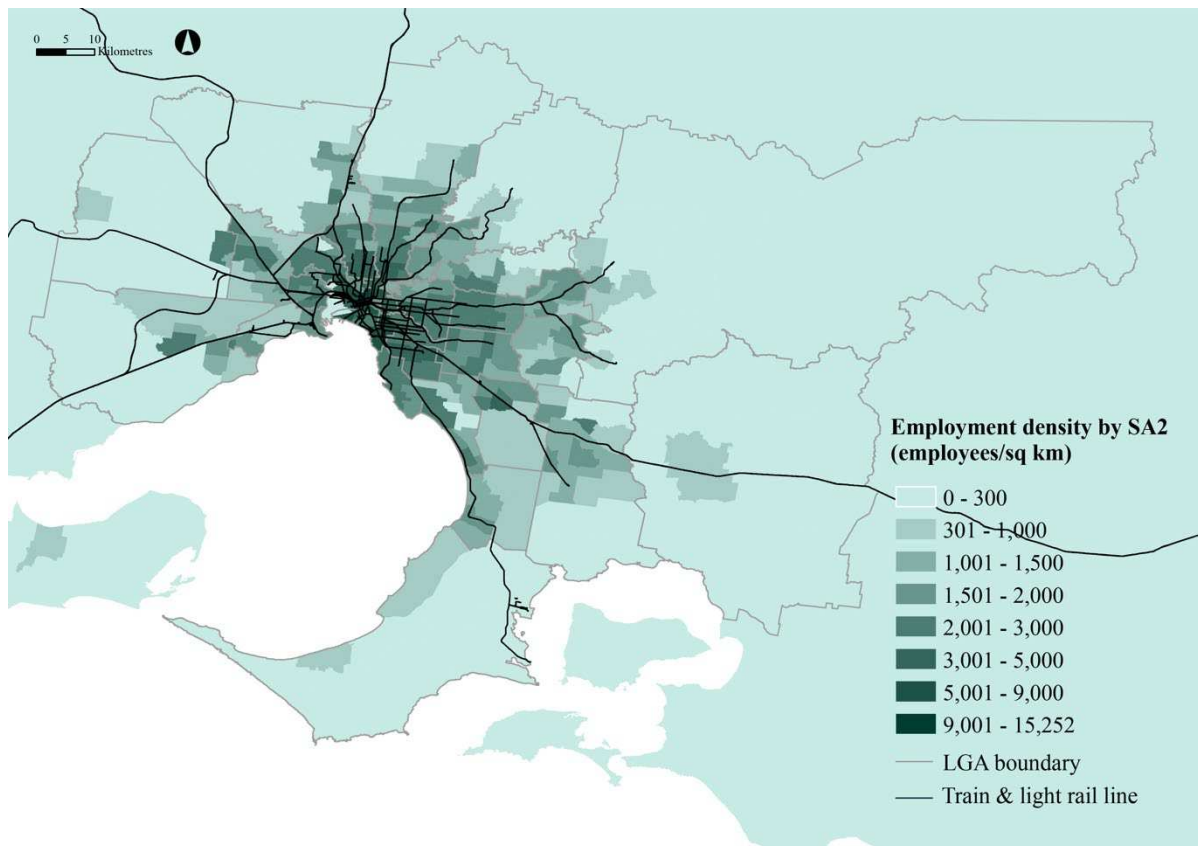 0 5 10
Kilometres
Employment density by SA2
(employees/sq km)
0 - 300
301 - 1,000
1,001 - 1,500
1,501 - 2,000
2,001 - 3,000
3,001 - 5,000
5,001 - 9,000
9,001 - 15,252
LGA boundary
Train & light rail line